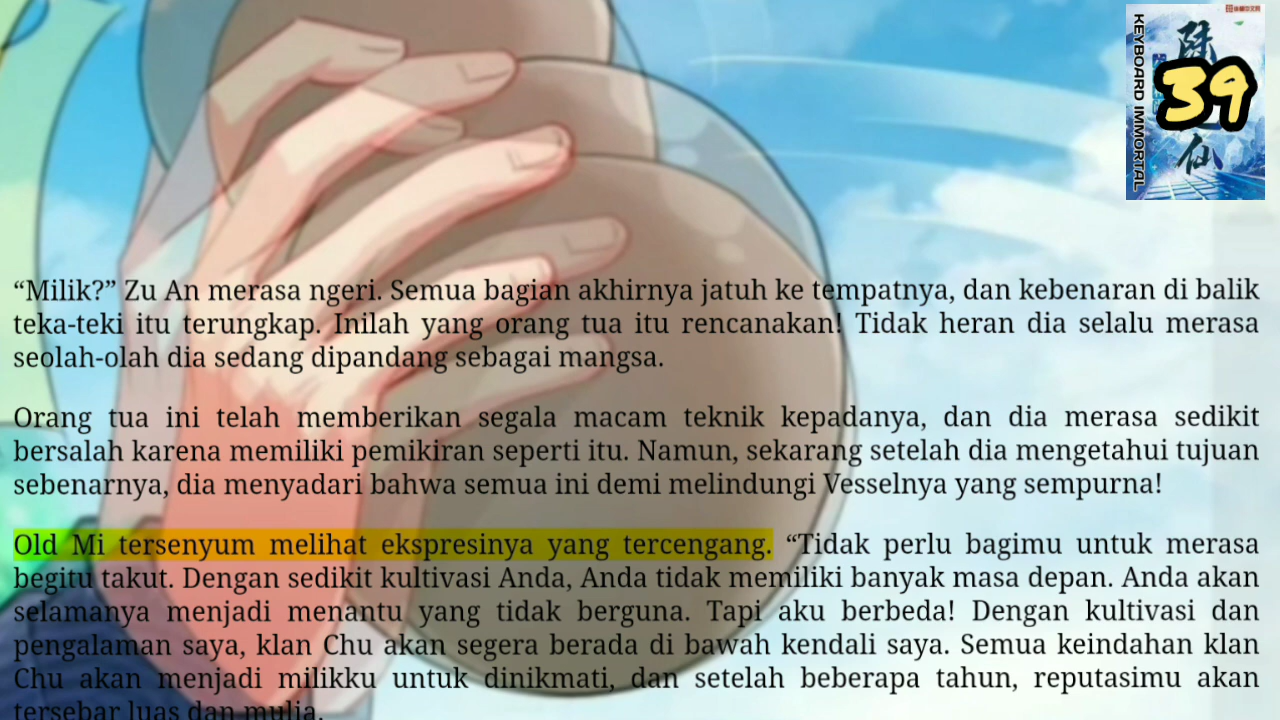 KEYBOARD IMMORTAL
39
“Milik?” Zu An merasa ngeri. Semua bagian akhirnya jatuh ke tempatnya, dan kebenaran di balik
teka-teki itu terungkap. Inilah yang orang tua itu rencanakan! Tidak heran dia selalu merasa
seolah-olah dia sedang dipandang sebagai mangsa.
Orang tua ini telah memberikan segala macam teknik kepadanya, dan dia merasa sedikit
bersalah karena memiliki pemikiran seperti itu. Namun, sekarang setelah dia mengetahui tujuan
sebenarnya, dia menyadari bahwa semua ini demi melindungi Vesselnya yang sempurna!
Old Mi tersenyum melihat ekspresinya yang tercengang. “Tidak perlu bagimu untuk merasa
begitu takut. Dengan sedikit kultivasi Anda, Anda tidak memiliki banyak masa depan. Anda akan
selamanya menjadi menantu yang tidak berguna. Tapi aku berbeda! Dengan kultivasi dan
pengalaman saya, klan Chu akan segera berada di bawah kendali saya. Semua keindahan klan
Chu akan menjadi milikku untuk dinikmati, dan setelah beberapa tahun, reputasimu akan
tersebar luas dan mulia.